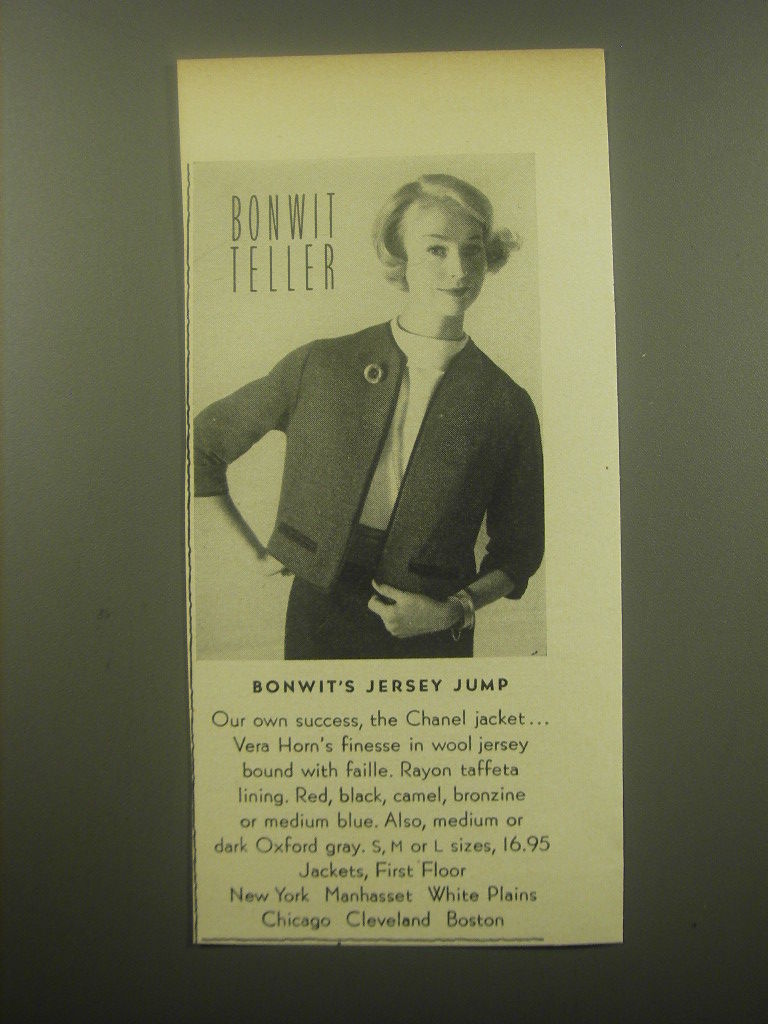 BONWIT
TELLER
BONWIT'S JERSEY JUMP
Our own success, the Chanel jacket...
Vera Horn's finesse in wool jersey
bound with faille. Rayon taffeta
lining. Red, black, camel, bronzine
or medium blue. Also, medium or
dark Oxford gray. S, M or L sizes, 16.95
Jackets, First Floor
New York Manhasset White Plains
Chicago Cleveland Boston